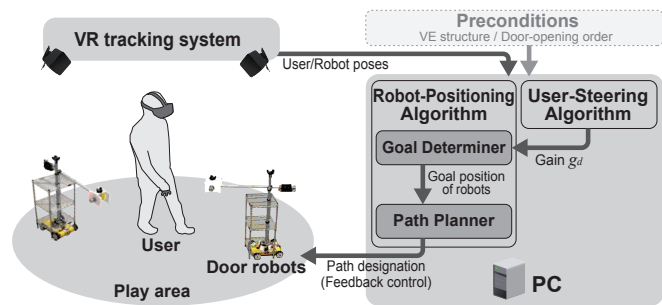 VR tracking system
User/Robot poses
Preconditions
VE structure / Door-opening order
Robot-Positioning
Algorithm
User-Steering
Algorithm
Goal Determiner
Gain gd
Goal position
of robots
Path Planner
User
Door robots
Path designation
(Feedback control)
Play area
PC